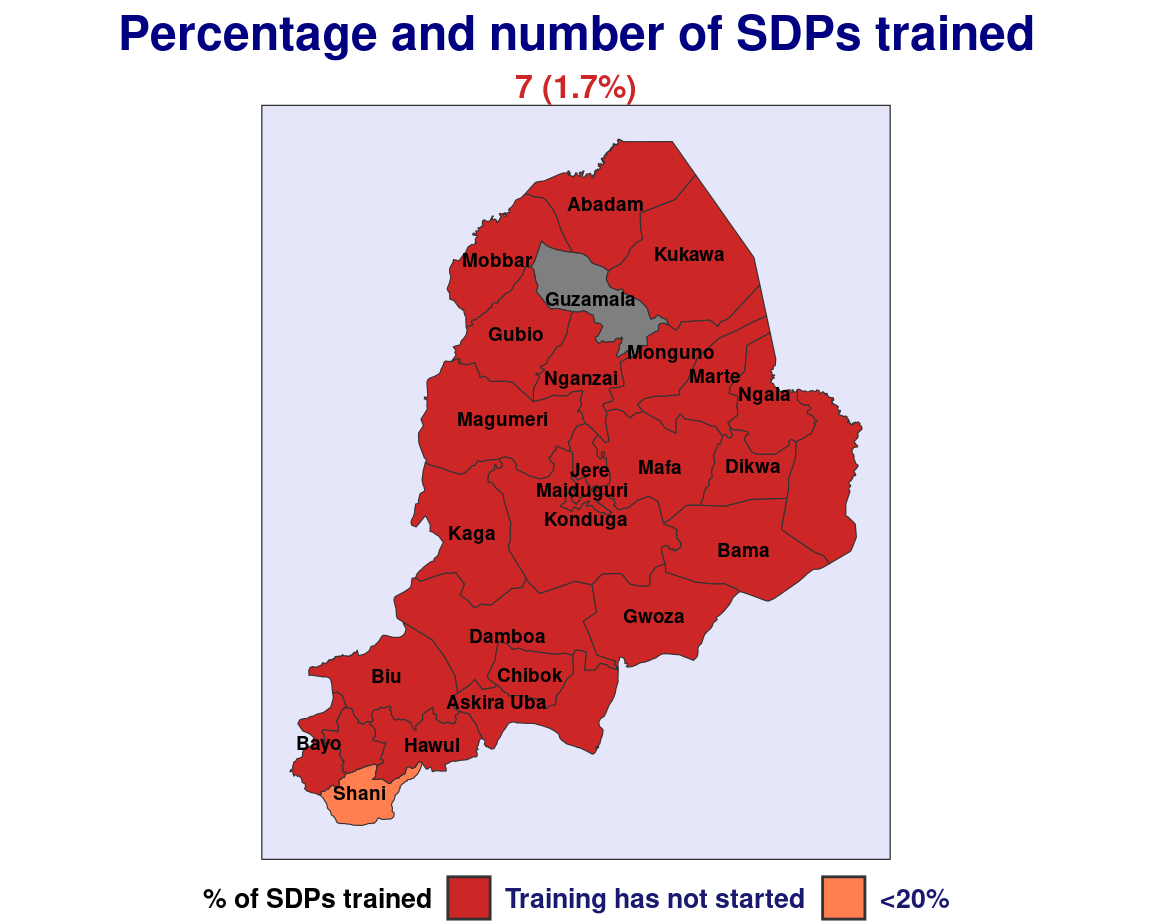 Percentage and number of SDPs trained
7 (1.7%)
Abadam
Kukawa
Mobbar
Guzamala
Gubio
Monguno
Nganzai
Marte
Ngala
Magumeri
Jere
Mafa
Dikwa
Maiduguri
Konduga
Kaga
Bama
Gwoza
Damboa
Chibok
Biu
Askira Uba
Bayo
Hawul
Shani
% of SDPs trained Training has not started <20%